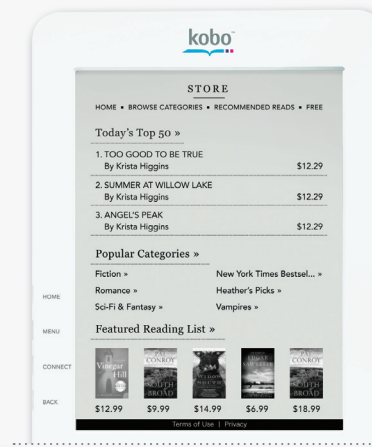 kobo™
STORE
HOME ▪ BROWSE CATEGORIES ▪ RECOMMENDED READS ▪ FREE
Today's Top 50 »
1. TOO GOOD TO BE TRUE
By Krista Higgins $12.29
2. SUMMER AT WILLOW LAKE
By Krista Higgins $12.29
3. ANGEL'S PEAK
By Krista Higgins $12.29
Popular Categories »
Fiction » New York Times Bestsel... »
Romance » Heather's Picks »
Sci-Fi & Fantasy » Vampires »
HOME
MENU
CONNECT
BACK
Featured Reading List »
Vinegar
Hill
PAT
CONROY
SOUTH
BROAD
EDGAR
SAWTELLE
PAT
CONROY
SOUTH
BROAD
$12.99 $9.99 $14.99 $6.99 $18.99
Terms of Use | Privacy